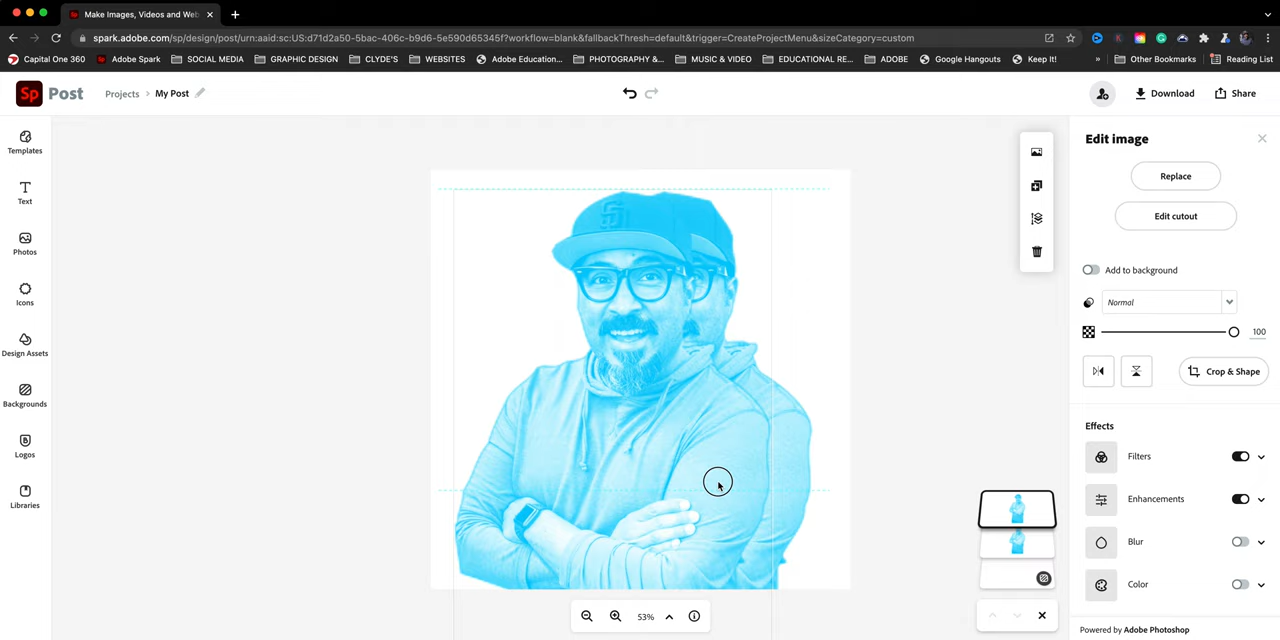 Make Images, Videos and Web
spark.adobe.com/sp/design/post/urn:aaid:sc:US:d71d2a50-5bac-406c-b9d6-5e590d65345f?workflow=blank&fallbackThresh=default&trigger=CreateProjectMenu&sizeCategory=custom
Capital One 360
Adobe Spark
SOCIAL MEDIA
GRAPHIC DESIGN
CLYDE'S
WEBSITES
Adobe Education...
PHOTOGRAPHY &...
MUSIC & VIDEO
EDUCATIONAL RE...
ADOBE
Google Hangouts
Keep It!
»
Other Bookmarks
Reading List
Sp Post
Projects > My Post
Download
Share
Templates
Text
Photos
Icons
Design Assets
Backgrounds
Logos
Libraries
Edit image
Replace
Edit cutout
Add to background
Normal
100
Crop & Shape
Effects
Filters
Enhancements
Blur
Color
53%
Powered by Adobe Photoshop